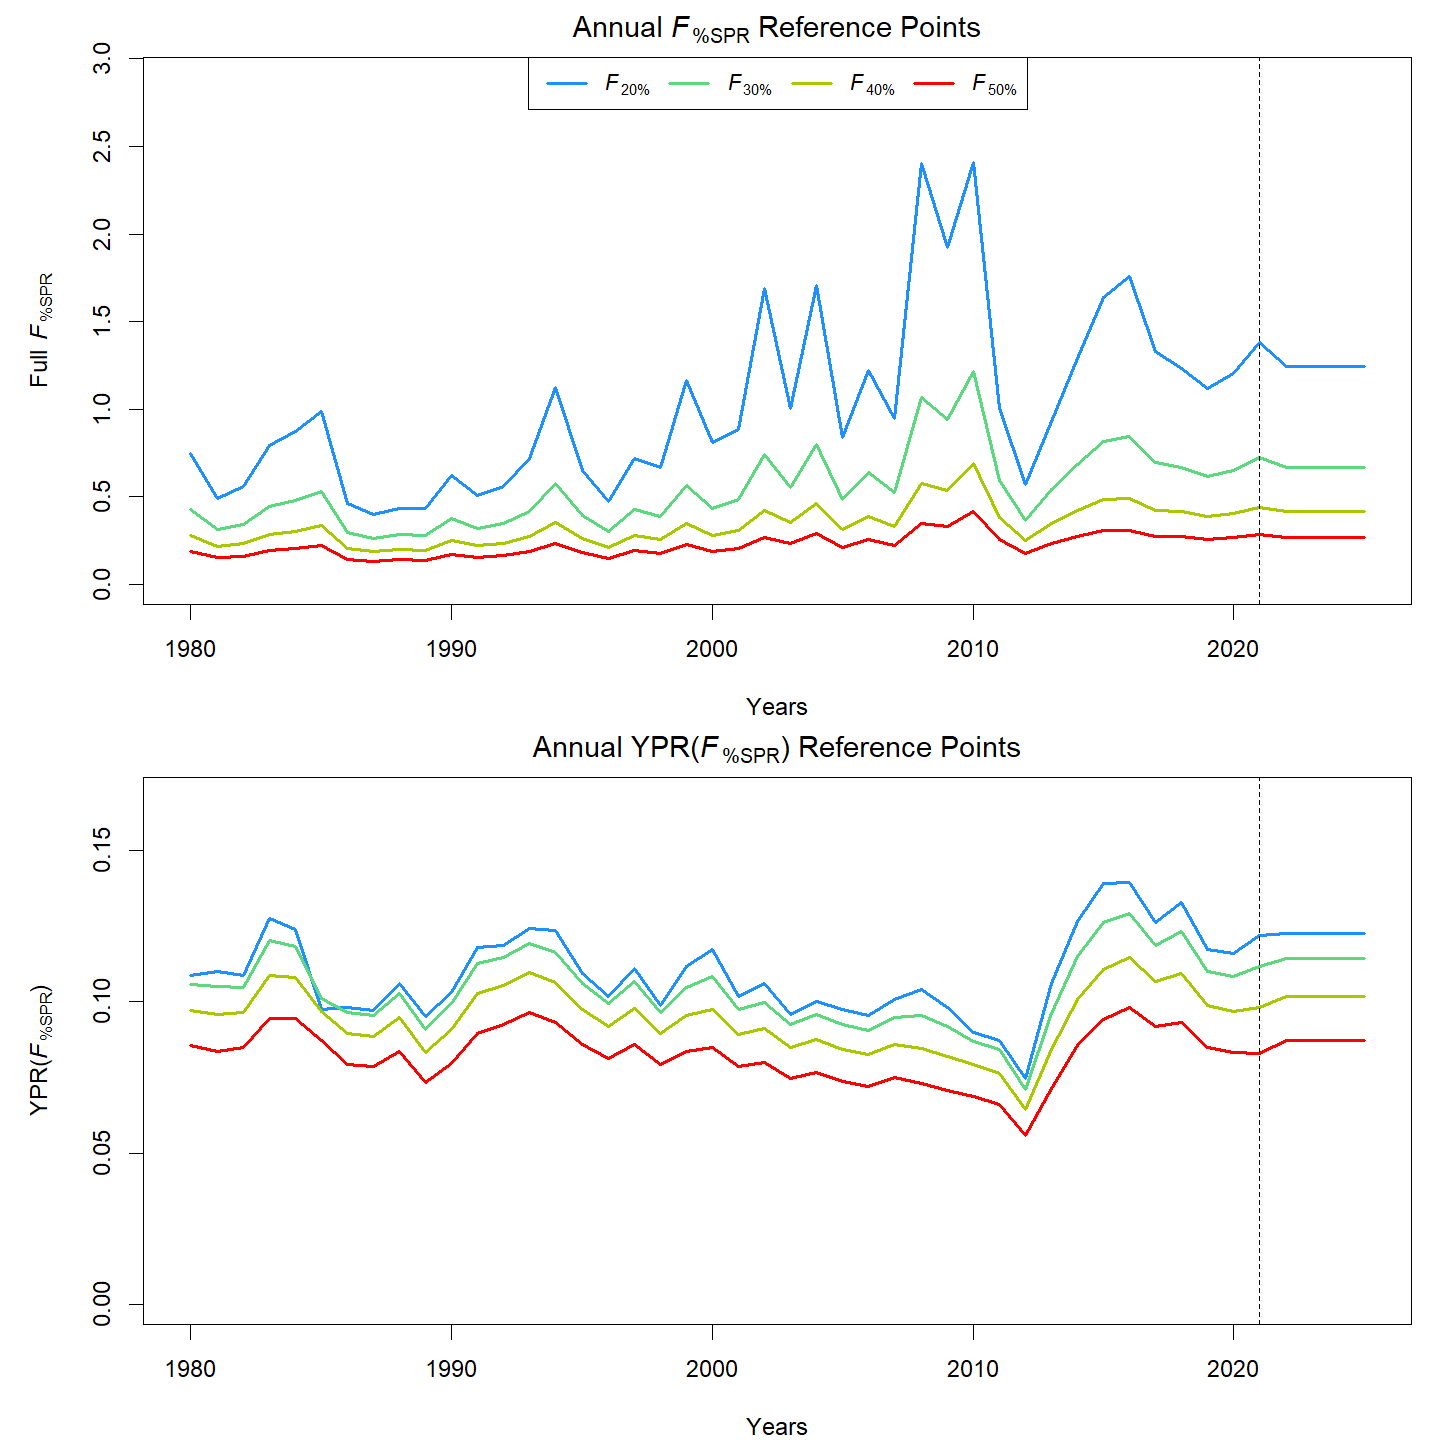 Annual F%SPR Reference Points
F20% F30% F40% F50%
3.0
2.5
2.0
1.5
1.0
0.5
0.0
Full F%SPR
1980 1990 2000 2010 2020
Years
Annual YPR(F%SPR) Reference Points
0.15
0.10
0.05
0.00
YPR(F%SPR)
1980 1990 2000 2010 2020
Years